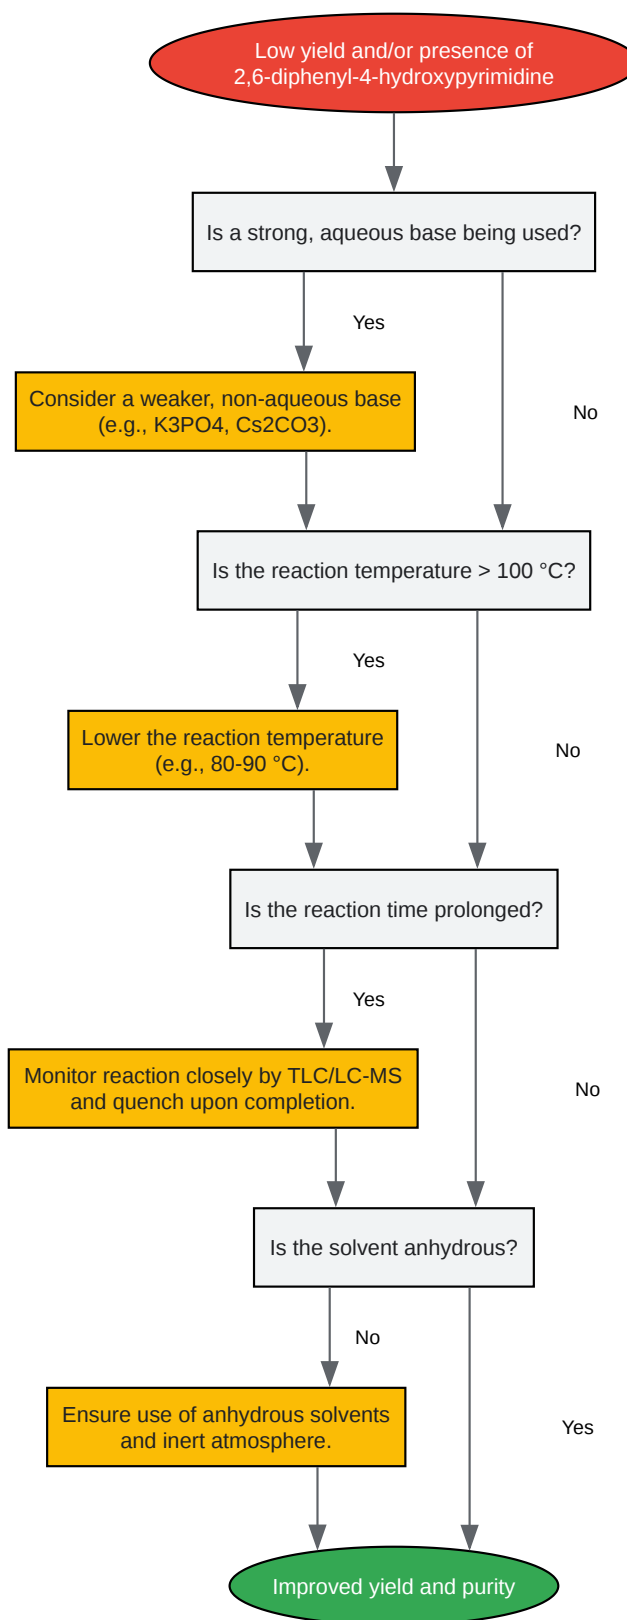 Low yield and/or presence of
2,6-diphenyl-4-hydroxypyrimidine
Is a strong, aqueous base being used?
Yes
Consider a weaker, non-aqueous base
(e.g., K3PO4, Cs2CO3).
No
Is the reaction temperature > 100 °C?
Yes
Lower the reaction temperature
(e.g., 80-90 °C).
No
Is the reaction time prolonged?
Yes
Monitor reaction closely by TLC/LC-MS
and quench upon completion.
No
Is the solvent anhydrous?
No
Ensure use of anhydrous solvents
and inert atmosphere.
Yes
Improved yield and purity